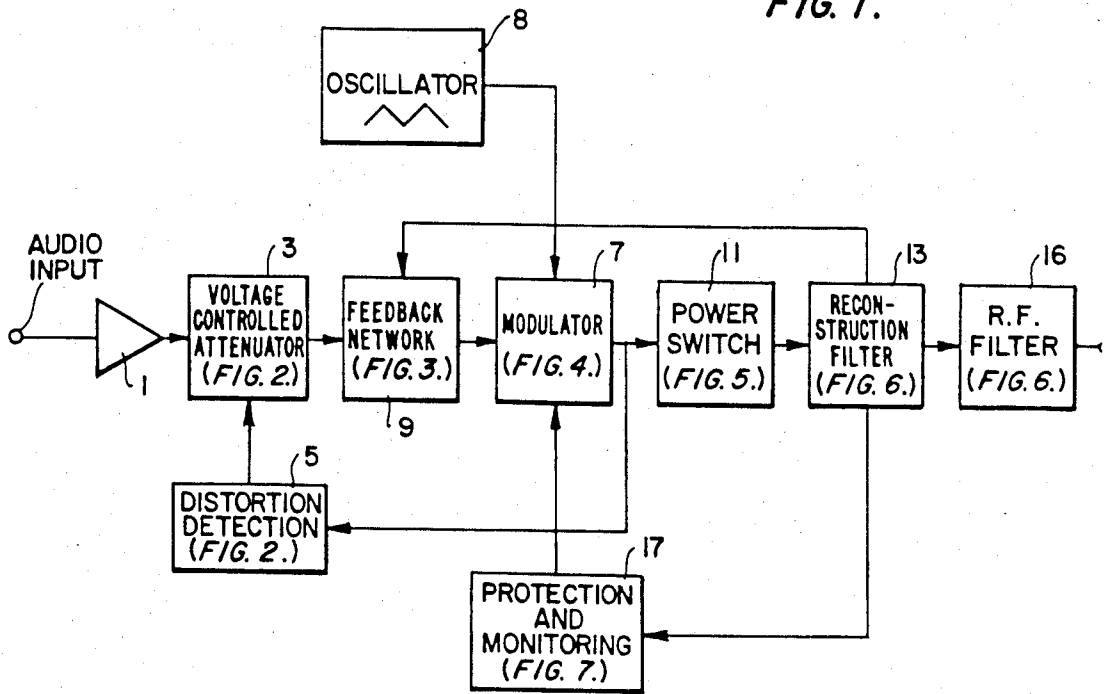 FIG. 1.
8
OSCILLATOR
AUDIO
INPUT
1
3
VOLTAGE
CONTROLLED
ATTENUATOR
(FIG. 2.)
FEEDBACK
NETWORK
(FIG. 3.)
9
7
MODULATOR
(FIG. 4.)
11
POWER
SWITCH
(FIG. 5.)
13
RECON-
STRUCTION
FILTER
(FIG. 6.)
16
R.F.
FILTER
(FIG. 6.)
5
DISTORTION
DETECTION
(FIG. 2.)
17
PROTECTION
AND
MONITORING
(FIG. 7.)